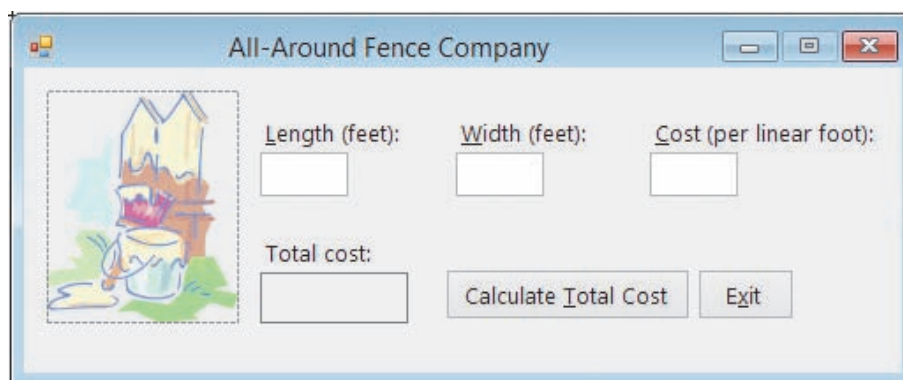 All-Around Fence Company
Length (feet): Width (feet): Cost (per linear foot):
Total cost:
Calculate Total Cost Exit